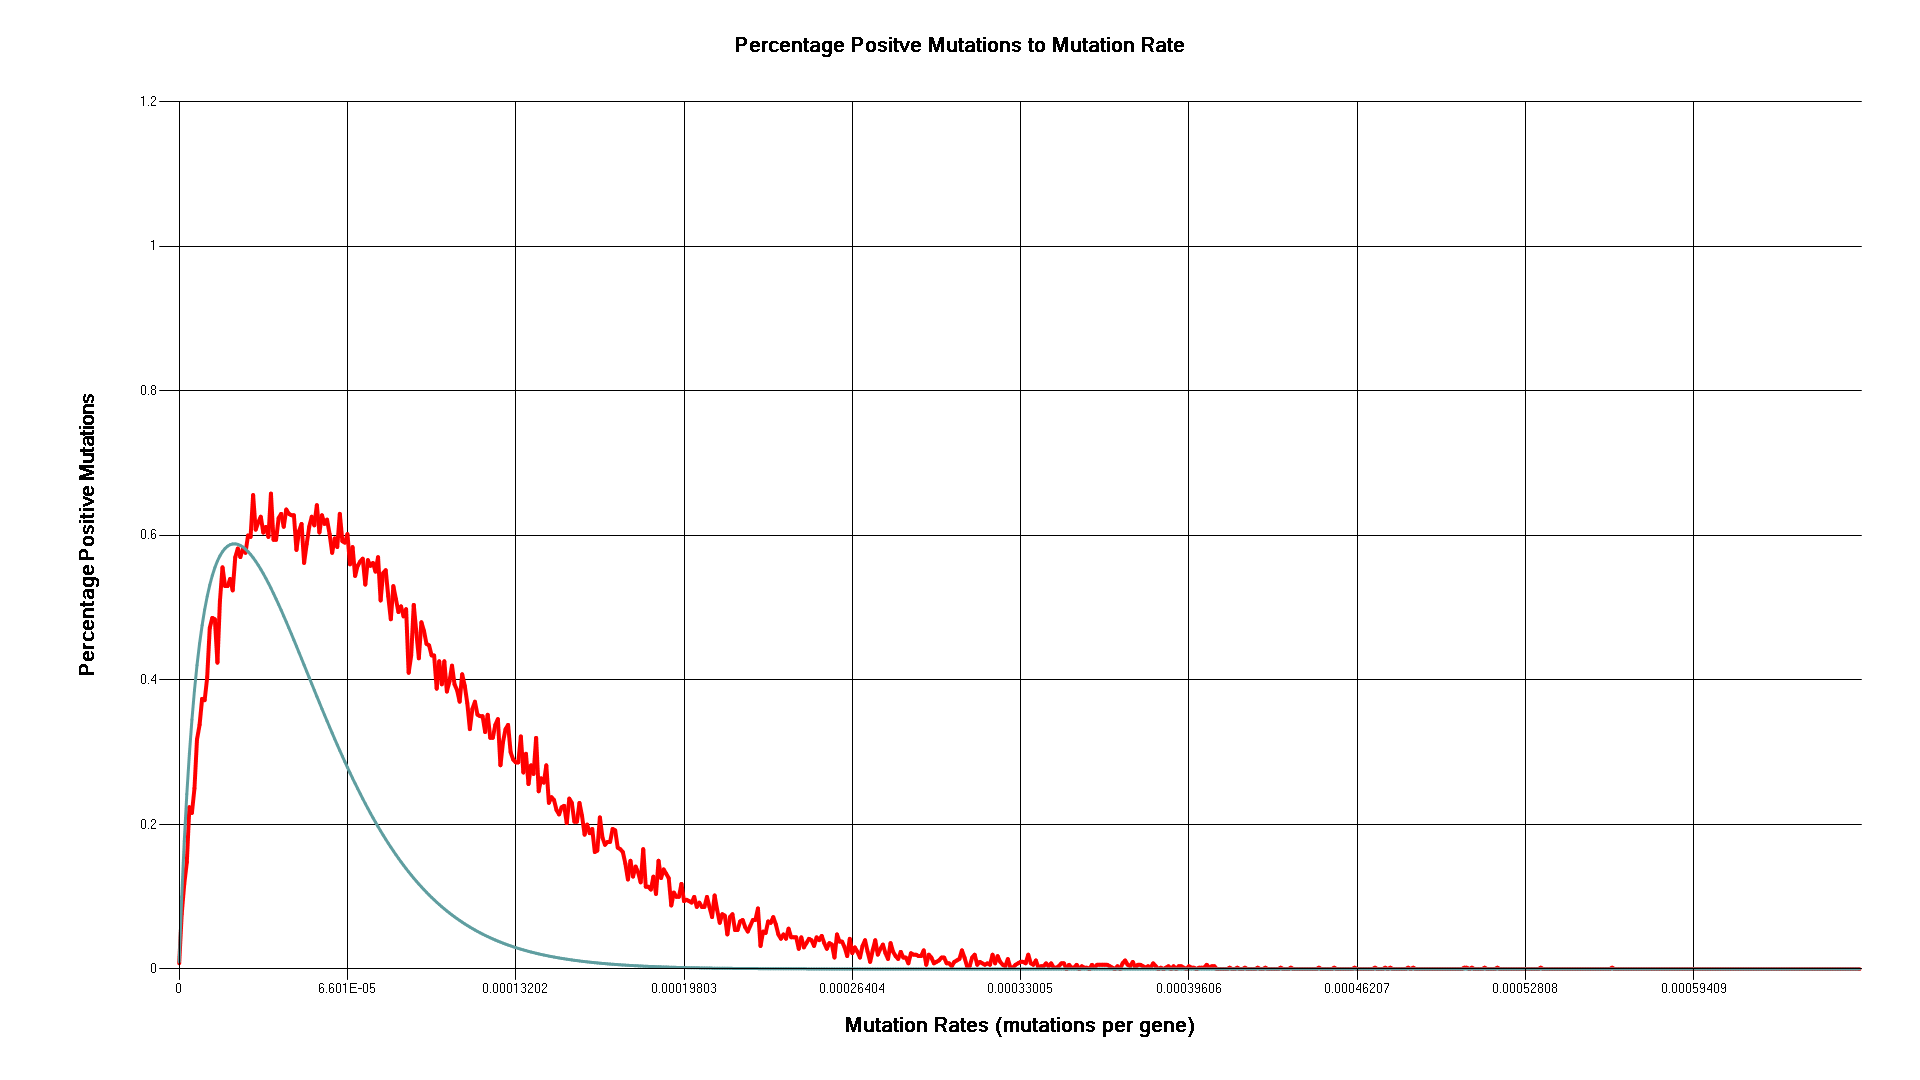 Percentage Positve Mutations to Mutation Rate
1.2
1
0.8
0.6
0.4
0.2
0
Percentage Positive Mutations
0 6.601E-05 0.00013202 0.00019803 0.00026404 0.00033005 0.00039606 0.00046207 0.00052808 0.00059409
Mutation Rates (mutations per gene)